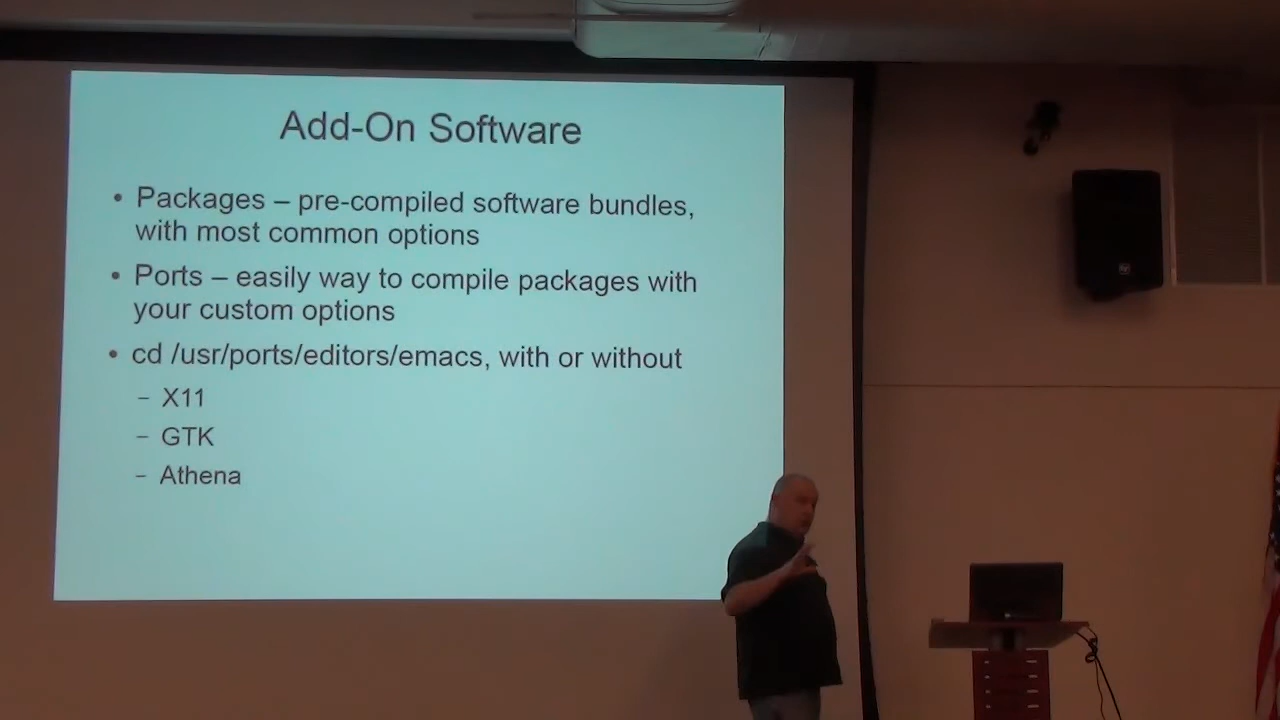 Add-On Software
• Packages – pre-compiled software bundles,
with most common options
• Ports – easily way to compile packages with
your custom options
• cd /usr/ports/editors/emacs, with or without
– X11
– GTK
– Athena